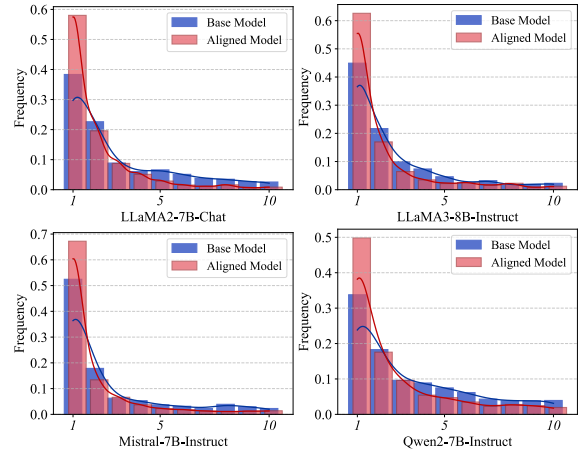 0.6
0.5
0.4
0.3
0.2
0.1
0.0
Frequency
Base Model
Aligned Model
1
5
10
LLaMA2-7B-Chat
0.6
0.5
0.4
0.3
0.2
0.1
0.0
Frequency
Base Model
Aligned Model
1
5
10
LLaMA3-8B-Instruct
0.7
0.6
0.5
0.4
0.3
0.2
0.1
0.0
Frequency
Base Model
Aligned Model
1
5
10
Mistral-7B-Instruct
0.5
0.4
0.3
0.2
0.1
0.0
Frequency
Base Model
Aligned Model
1
5
10
Qwen2-7B-Instruct